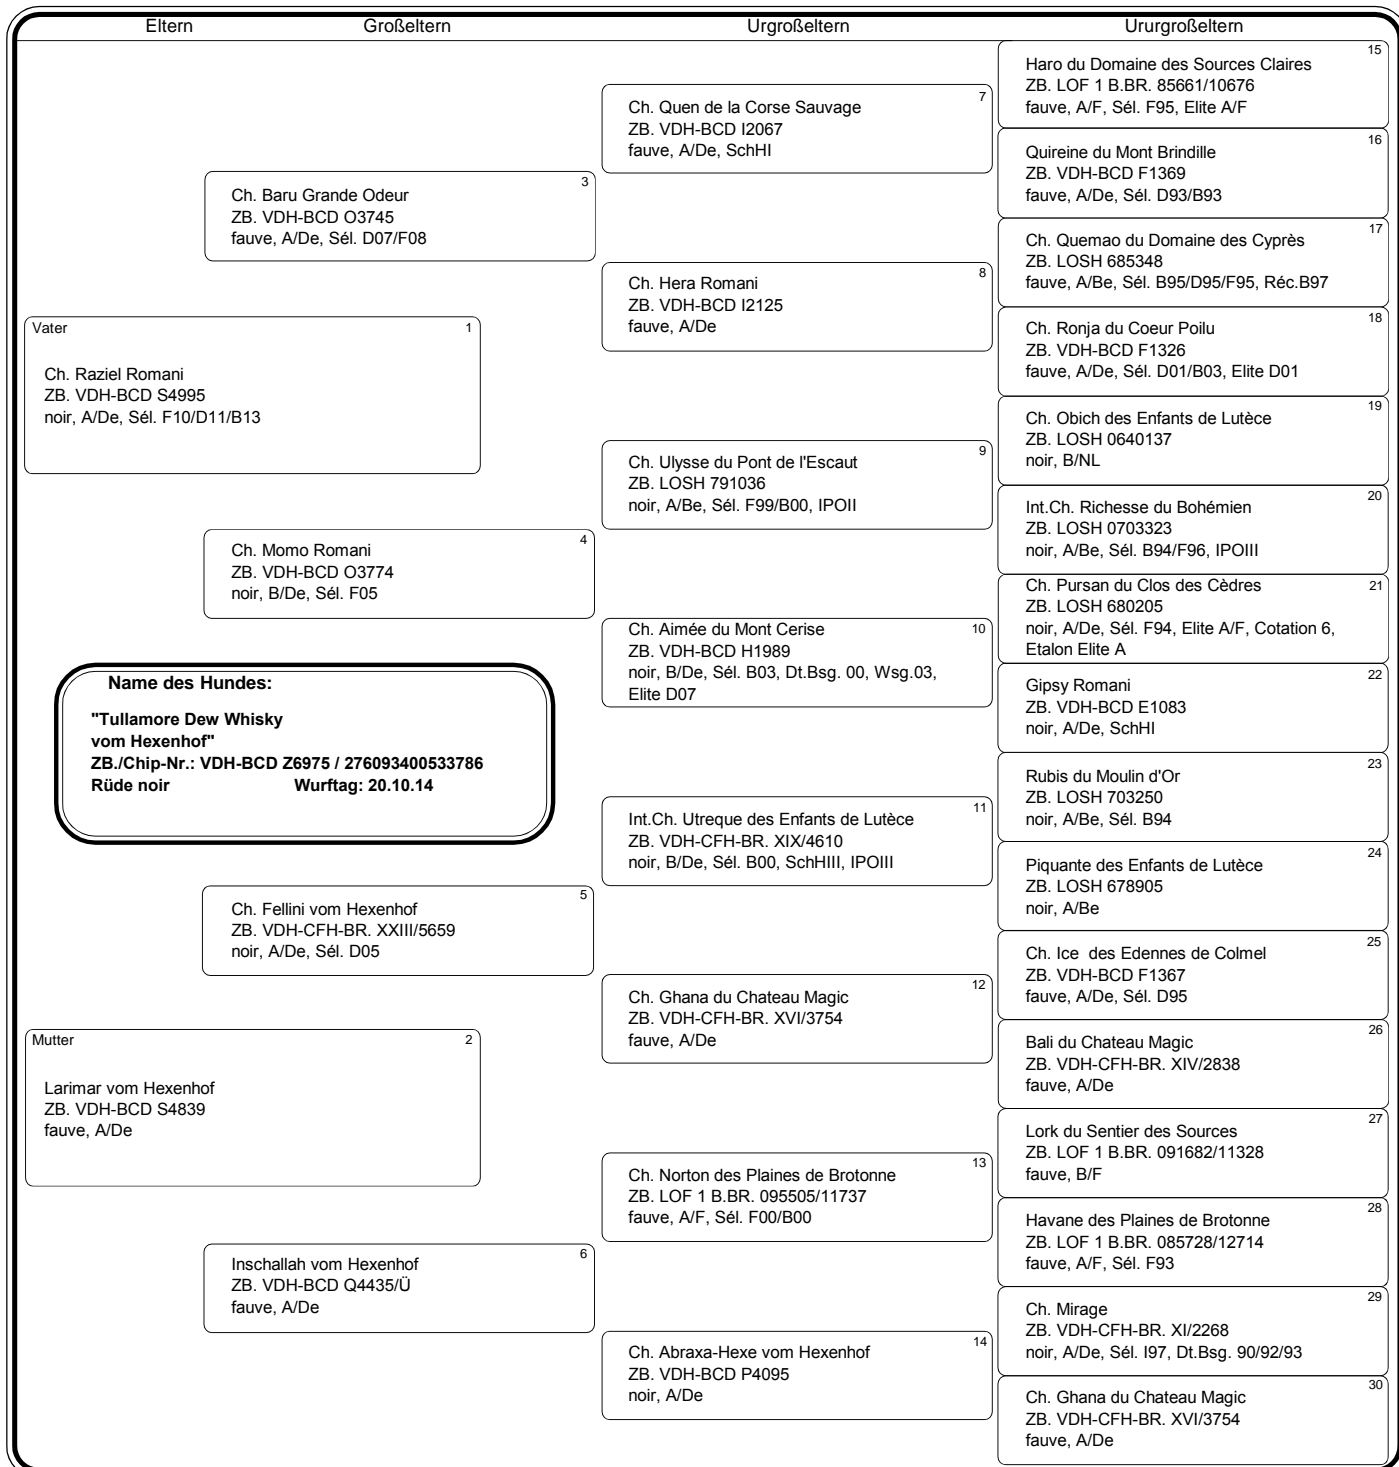 Eltern Großeltern Urgroßeltern Ururgroßeltern
Vater 1
Ch. Raziel Romani
ZB. VDH-BCD S4995
noir, A/De, Sél. F10/D11/B13
Name des Hundes:
"Tullamore Dew Whisky
vom Hexenhof"
ZB./Chip-Nr.: VDH-BCD Z6975 / 276093400533786
Rüde noir Wurftag: 20.10.14
Mutter 2
Larimar vom Hexenhof
ZB. VDH-BCD S4839
fauve, A/De
3
Ch. Baru Grande Odeur
ZB. VDH-BCD O3745
fauve, A/De, Sél. D07/F08
4
Ch. Momo Romani
ZB. VDH-BCD O3774
noir, B/De, Sél. F05
5
Ch. Fellini vom Hexenhof
ZB. VDH-CFH-BR. XXIII/5659
noir, A/De, Sél. D05
6
Inschallah vom Hexenhof
ZB. VDH-BCD Q4435/Ü
fauve, A/De
7
Ch. Quen de la Corse Sauvage
ZB. VDH-BCD I2067
fauve, A/De, SchHI
8
Ch. Hera Romani
ZB. VDH-BCD I2125
fauve, A/De
9
Ch. Ulysse du Pont de l'Escaut
ZB. LOSH 791036
noir, A/Be, Sél. F99/B00, IPOII
10
Ch. Aimée du Mont Cerise
ZB. VDH-BCD H1989
noir, B/De, Sél. B03, Dt.Bsg. 00, Wsg.03,
Elite D07
11
Int.Ch. Utreque des Enfants de Lutèce
ZB. VDH-CFH-BR. XIX/4610
noir, B/De, Sél. B00, SchHIII, IPOIII
12
Ch. Ghana du Chateau Magic
ZB. VDH-CFH-BR. XVI/3754
fauve, A/De
13
Ch. Norton des Plaines de Brotonne
ZB. LOF 1 B.BR. 095505/11737
fauve, A/F, Sél. F00/B00
14
Ch. Abraxa-Hexe vom Hexenhof
ZB. VDH-BCD P4095
noir, A/De
15
Haro du Domaine des Sources Claires
ZB. LOF 1 B.BR. 85661/10676
fauve, A/F, Sél. F95, Elite A/F
16
Quireine du Mont Brindille
ZB. VDH-BCD F1369
fauve, A/De, Sél. D93/B93
17
Ch. Quemao du Domaine des Cyprès
ZB. LOSH 685348
fauve, A/Be, Sél. B95/D95/F95, Réc.B97
18
Ch. Ronja du Coeur Poilu
ZB. VDH-BCD F1326
fauve, A/De, Sél. D01/B03, Elite D01
19
Ch. Obich des Enfants de Lutèce
ZB. LOSH 0640137
noir, B/NL
20
Int.Ch. Richesse du Bohémien
ZB. LOSH 0703323
noir, A/Be, Sél. B94/F96, IPOIII
21
Ch. Pursan du Clos des Cèdres
ZB. LOSH 680205
noir, A/De, Sél. F94, Elite A/F, Cotation 6,
Etalon Elite A
22
Gipsy Romani
ZB. VDH-BCD E1083
noir, A/De, SchHI
23
Rubis du Moulin d'Or
ZB. LOSH 703250
noir, A/Be, Sél. B94
24
Piquante des Enfants de Lutèce
ZB. LOSH 678905
noir, A/Be
25
Ch. Ice des Edennes de Colmel
ZB. VDH-BCD F1367
fauve, A/De, Sél. D95
26
Bali du Chateau Magic
ZB. VDH-CFH-BR. XIV/2838
fauve, A/De
27
Lork du Sentier des Sources
ZB. LOF 1 B.BR. 091682/11328
fauve, B/F
28
Havane des Plaines de Brotonne
ZB. LOF 1 B.BR. 085728/12714
fauve, A/F, Sél. F93
29
Ch. Mirage
ZB. VDH-CFH-BR. XI/2268
noir, A/De, Sél. I97, Dt.Bsg. 90/92/93
30
Ch. Ghana du Chateau Magic
ZB. VDH-CFH-BR. XVI/3754
fauve, A/De